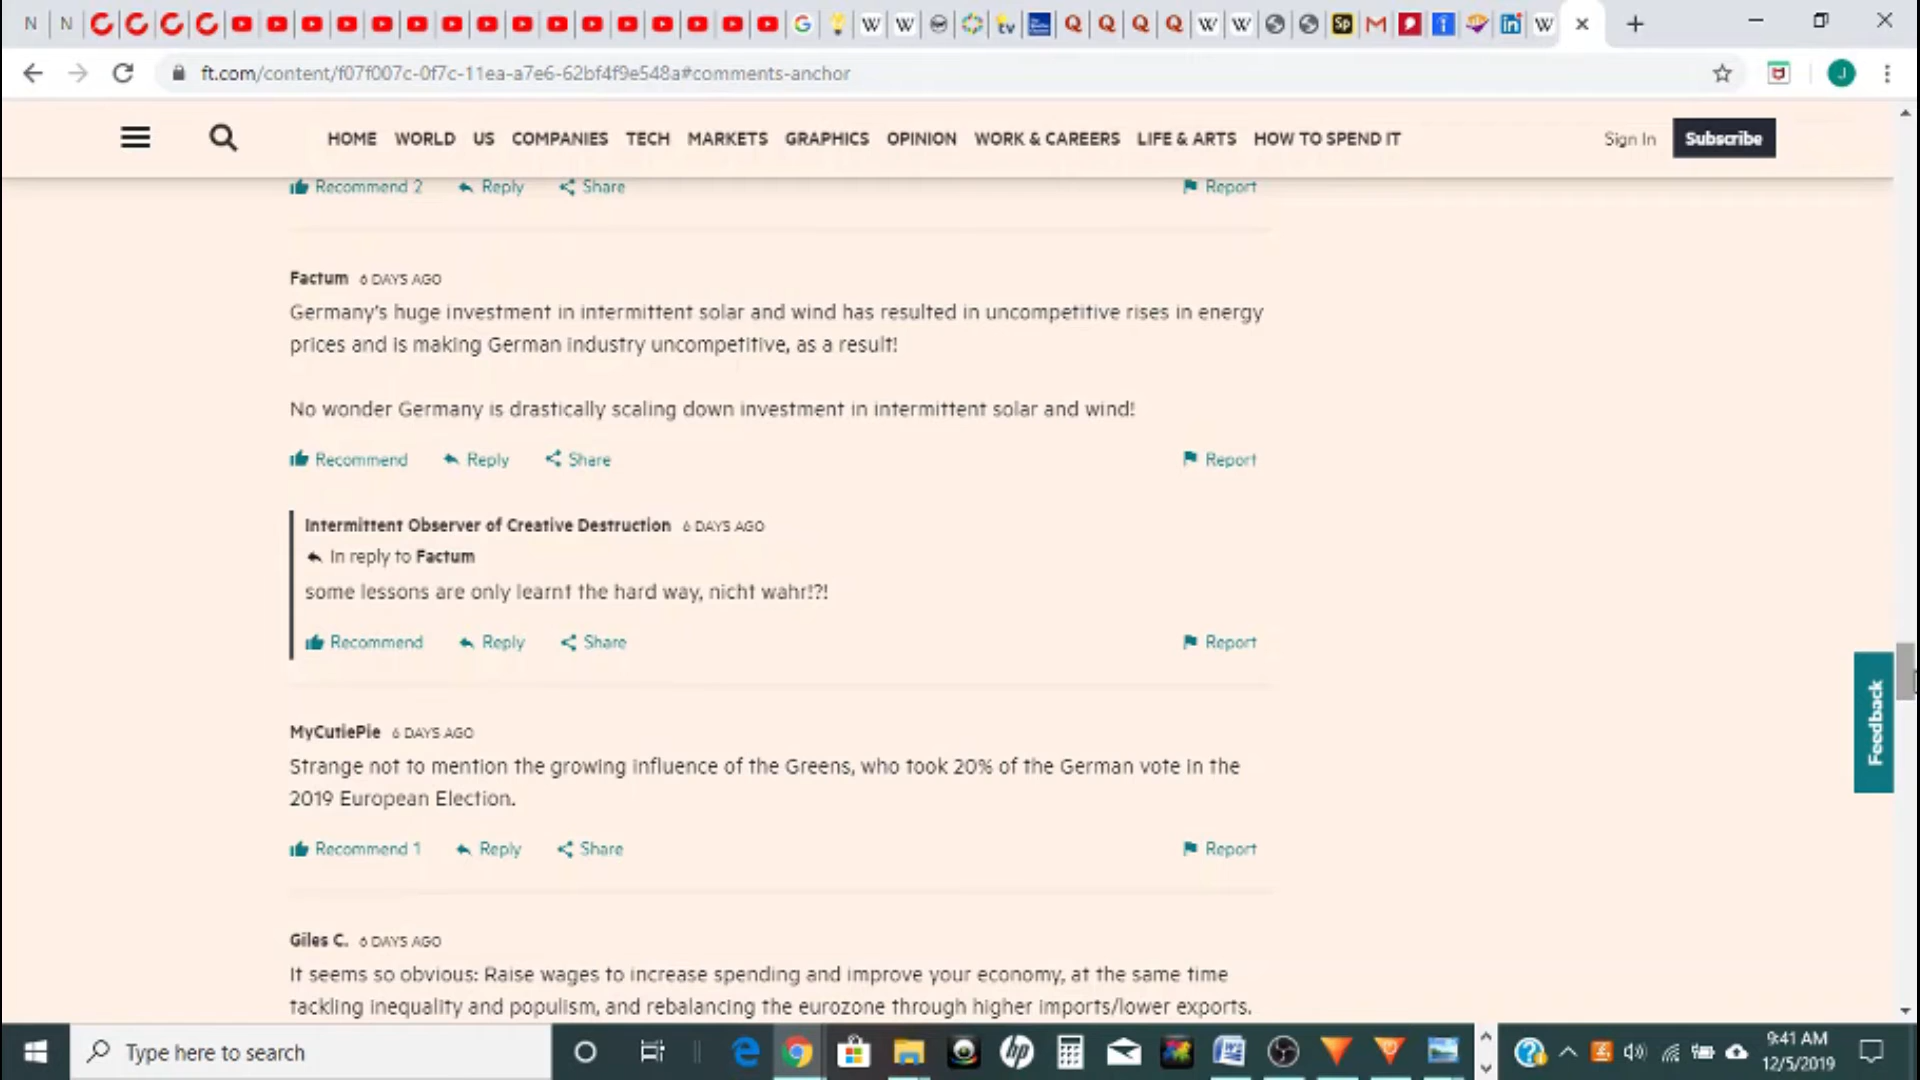 ft.com/content/f07f007c-0f7c-11ea-a7e6-62bf4f9e548a#comments-anchor
J
HOME WORLD US COMPANIES TECH MARKETS GRAPHICS OPINION WORK & CAREERS LIFE & ARTS HOW TO SPEND IT Sign In Subscribe
Recommend 2 Reply Share Report
Factum 6 DAYS AGO
Germany's huge investment in intermittent solar and wind has resulted in uncompetitive rises in energy
prices and is making German industry uncompetitive, as a result!
No wonder Germany is drastically scaling down investment in intermittent solar and wind!
Recommend Reply Share Report
Intermittent Observer of Creative Destruction 6 DAYS AGO
In reply to Factum
some lessons are only learnt the hard way, nicht wahr!?!
Recommend Reply Share Report
Feedback
MyCutiePie 6 DAYS AGO
Strange not to mention the growing influence of the Greens, who took 20% of the German vote in the
2019 European Election.
Recommend 1 Reply Share Report
Giles C. 6 DAYS AGO
It seems so obvious: Raise wages to increase spending and improve your economy, at the same time
tackling inequality and populism, and rebalancing the eurozone through higher imports/lower exports.
Type here to search
9:41 AM
12/5/2019